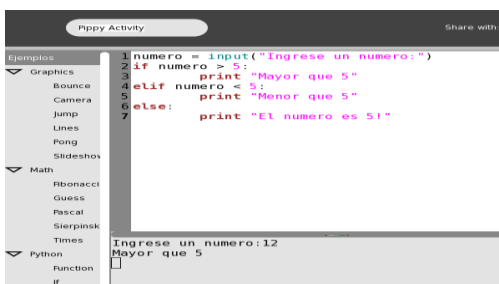 Pippy Activity
Share with:
Ejemplos
Graphics
Bounce
Camera
Jump
Lines
Pong
Slideshow
Math
Fibonacci
Guess
Pascal
Sierpinsk
Times
Python
Function
if
1 numero = input("Ingrese un numero:")
2 if numero > 5:
3 print "Mayor que 5"
4 elif numero < 5:
5 print "Menor que 5"
6 else:
7 print "El numero es 5!"
Ingrese un numero:12
Mayor que 5